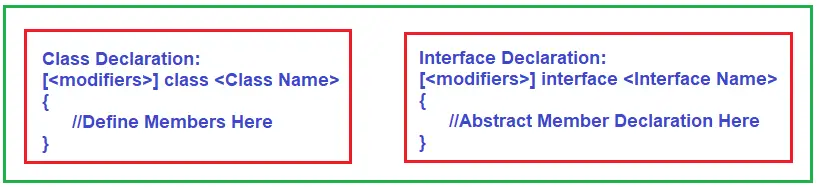 Class Declaration:
[<modifiers>] class <Class Name>
{
//Define Members Here
}
Interface Declaration:
[<modifiers>] interface <Interface Name>
{
//Abstract Member Declaration Here
}